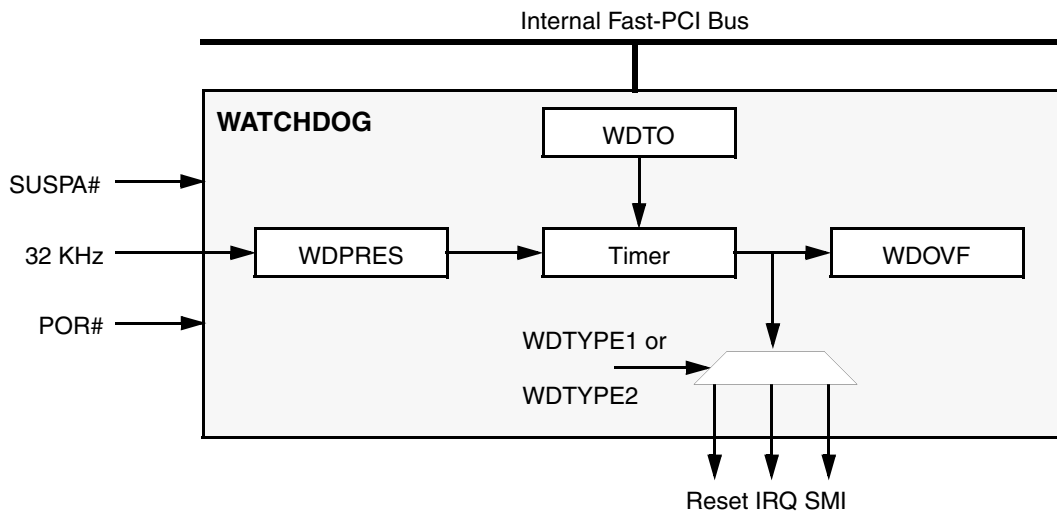 Internal Fast-PCI Bus
WATCHDOG
WDTO
SUSPA#
32 KHz
WDPRES
Timer
WDOVF
POR#
WDTYPE1 or
WDTYPE2
Reset IRQ SMI